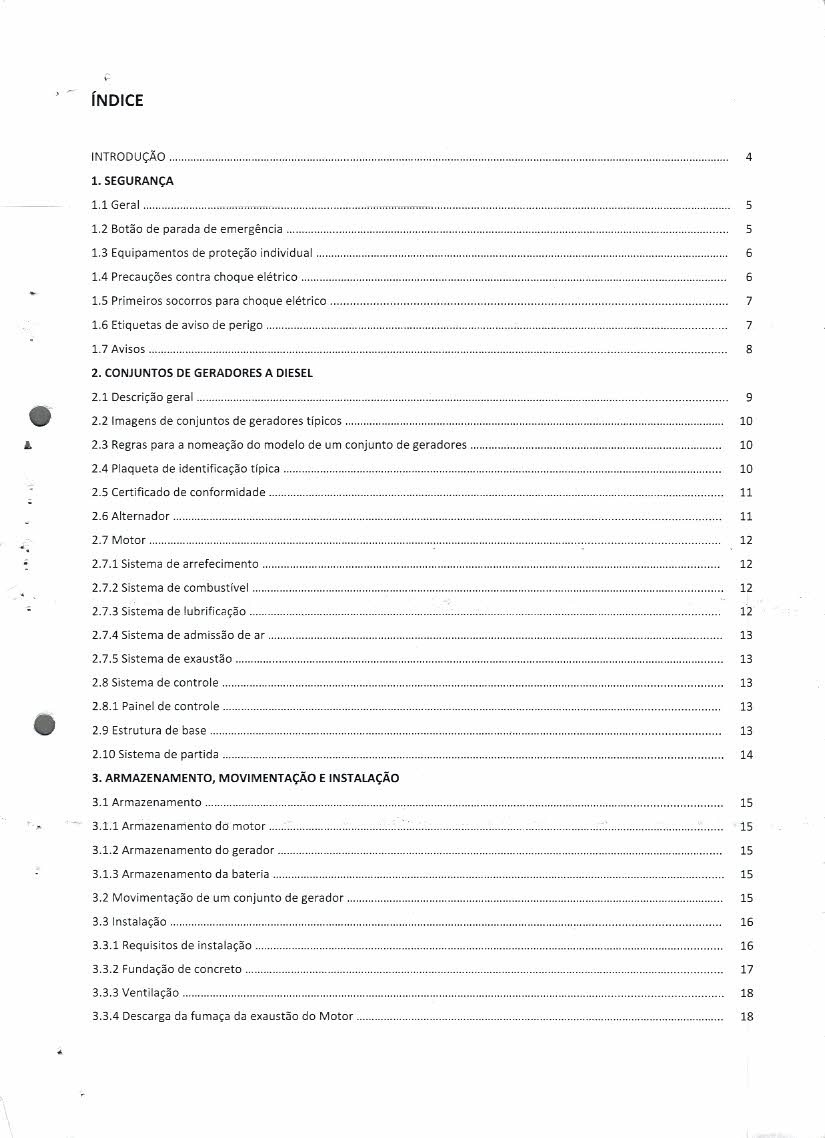 ÍNDICE
INTRODUÇÃO ........ 4
1. SEGURANÇA
1.1 Geral ........ 5
1.2 Botão de parada de emergência ........ 5
1.3 Equipamentos de proteção individual ........ 6
1.4 Precauções contra choque elétrico ........ 6
1.5 Primeiros socorros para choque elétrico ........ 7
1.6 Etiquetas de aviso de perigo ........ 7
1.7 Avisos ........ 8
2. CONJUNTOS DE GERADORES A DIESEL
2.1 Descrição geral ........ 9
2.2 Imagens de conjuntos de geradores típicos ........ 10
2.3 Regras para a nomeação do modelo de um conjunto de geradores ........ 10
2.4 Plaqueta de identificação típica ........ 10
2.5 Certificado de conformidade ........ 11
2.6 Alternador ........ 11
2.7 Motor ........ 12
2.7.1 Sistema de arrefecimento ........ 12
2.7.2 Sistema de combustível ........ 12
2.7.3 Sistema de lubrificação ........ 12
2.7.4 Sistema de admissão de ar ........ 13
2.7.5 Sistema de exaustão ........ 13
2.8 Sistema de controle ........ 13
2.8.1 Painel de controle ........ 13
2.9 Estrutura de base ........ 13
2.10 Sistema de partida ........ 14
3. ARMAZENAMENTO, MOVIMENTAÇÃO E INSTALAÇÃO
3.1 Armazenamento ........ 15
3.1.1 Armazenamento do motor ........ 15
3.1.2 Armazenamento do gerador ........ 15
3.1.3 Armazenamento da bateria ........ 15
3.2 Movimentação de um conjunto de gerador ........ 15
3.3 Instalação ........ 16
3.3.1 Requisitos de instalação ........ 16
3.3.2 Fundação de concreto ........ 17
3.3.3 Ventilação ........ 18
3.3.4 Descarga da fumaça da exaustão do Motor ........ 18